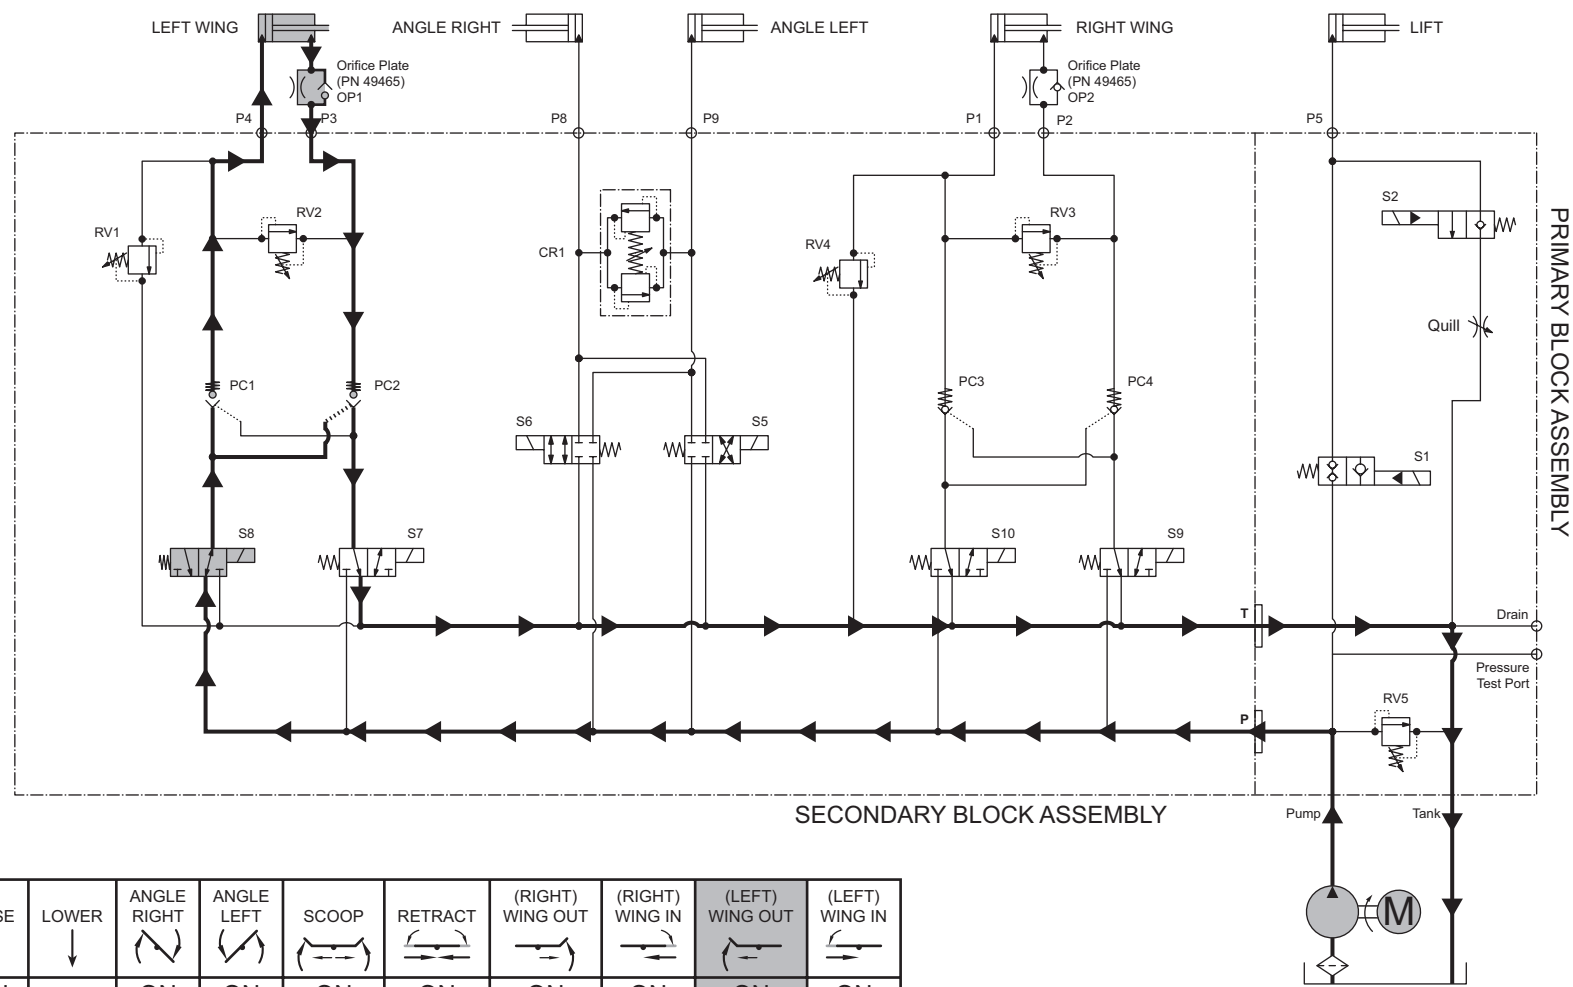 LEFT WING
ANGLE RIGHT
ANGLE LEFT
RIGHT WING
LIFT
Orifice Plate
(PN 49465)
OP1
Orifice Plate
(PN 49465)
OP2
P4
P3
P8
P9
P1
P2
P5
RV1
RV2
CR1
RV4
RV3
S2
Quill
PRIMARY BLOCK ASSEMBLY
PC1
PC2
PC3
PC4
S6
S5
S1
S8
S7
S10
S9
T
Drain
Pressure
Test Port
P
RV5
SECONDARY BLOCK ASSEMBLY
Pump
Tank
M
LOWER
ANGLE
RIGHT
ANGLE
LEFT
SCOOP
RETRACT
(RIGHT)
WING OUT
(RIGHT)
WING IN
(LEFT)
WING OUT
(LEFT)
WING IN